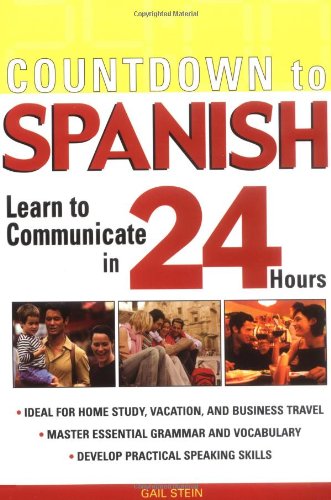 COUNTDOWN to
SPANISH
Learn to
Communicate
in
24
Hours
• IDEAL FOR HOME STUDY, VACATION, AND BUSINESS TRAVEL
• MASTER ESSENTIAL GRAMMAR AND VOCABULARY
• DEVELOP PRACTICAL SPEAKING SKILLS
GAIL STEIN